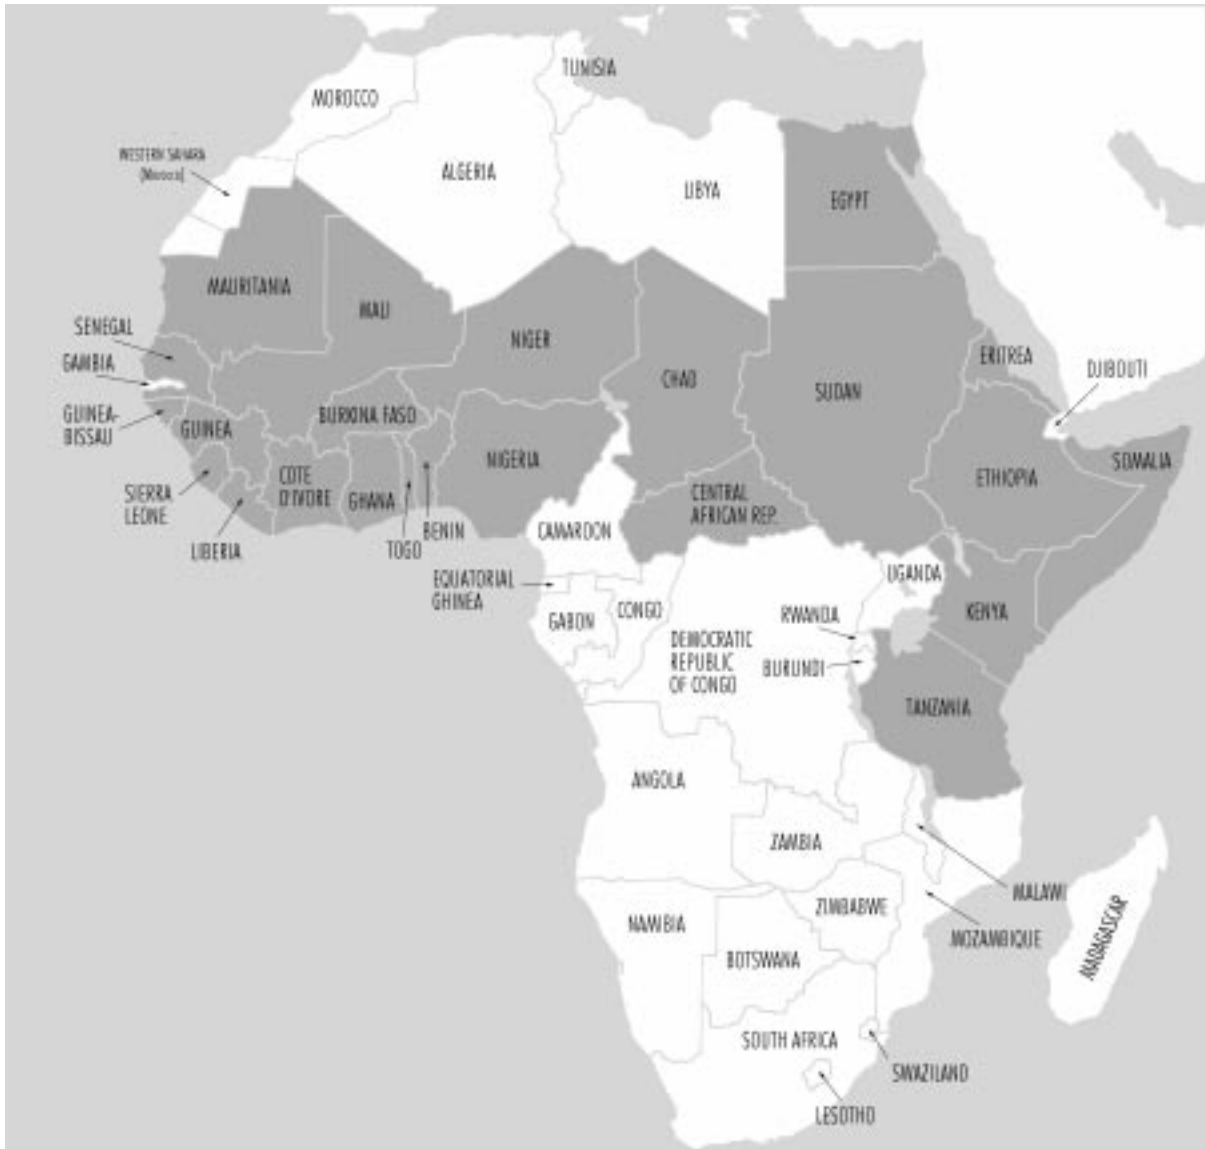 TUNISIA
MOROCCO
WESTERN SAHARA
(Morocco)
ALGERIA
LIBYA
EGYPT
MAURITANIA
MALI
NIGER
SENEGAL
GAMBIA
CHAD
SUDAN
ERITREA
DJIBOUTI
GUINEA-
BISSAU
GUINEA
BURKINA FASO
NIGERIA
COTE
D'IVORE
GHANA
ETHIOPIA
SOMALIA
SIERRA
LEONE
LIBERIA
TOGO
BENIN
CENTRAL
AFRICAN REP.
CAMARDON
EQUATORIAL
GHINEA
GABON
CONGO
UGANDA
KENYA
RWANDA
DEMOCRATIC
REPUBLIC
OF CONGO
BURUNDI
TANZANIA
ANGOLA
ZAMBIA
MALAWI
ZIMBABWE
MOZAMBIQUE
NAMIBIA
BOTSWANA
MADAGASCAR
SOUTH AFRICA
SWAZILAND
LESOTHO